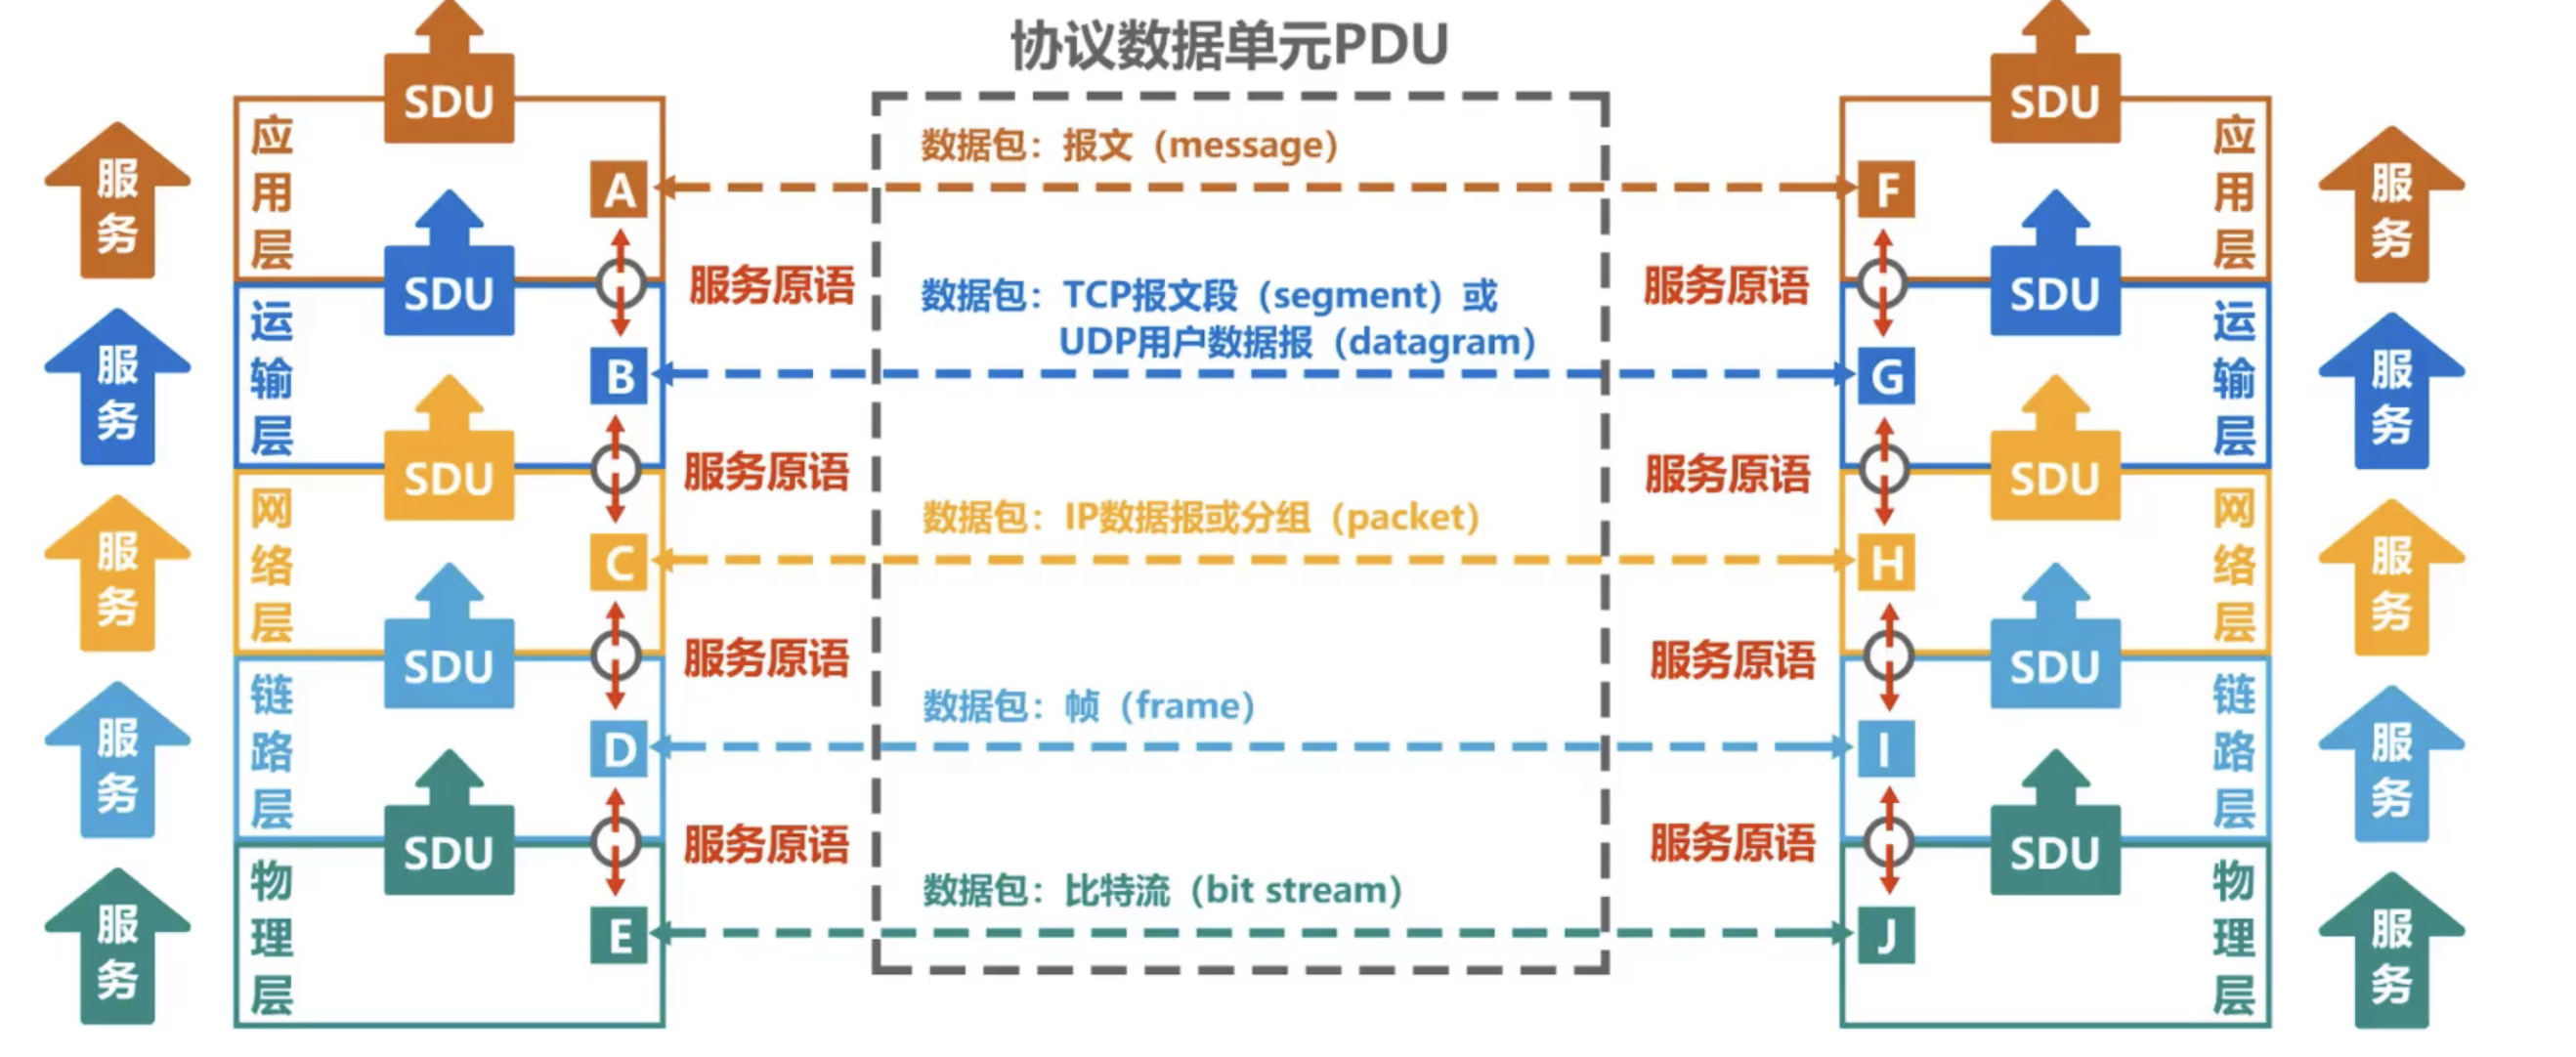 协议数据单元PDU
SDU
SDU
应用层
服务
A
数据包：报文（message）
F
应用层
服务
服务原语
服务原语
SDU
SDU
运输层
服务
B
数据包：TCP报文段（segment）或
UDP用户数据报（datagram）
G
运输层
服务
服务原语
服务原语
SDU
SDU
网络层
服务
C
数据包：IP数据报或分组（packet）
H
网络层
服务
服务原语
服务原语
SDU
SDU
链路层
服务
D
数据包：帧（frame）
I
链路层
服务
服务原语
服务原语
SDU
SDU
物理层
服务
E
数据包：比特流（bit stream）
J
物理层
服务